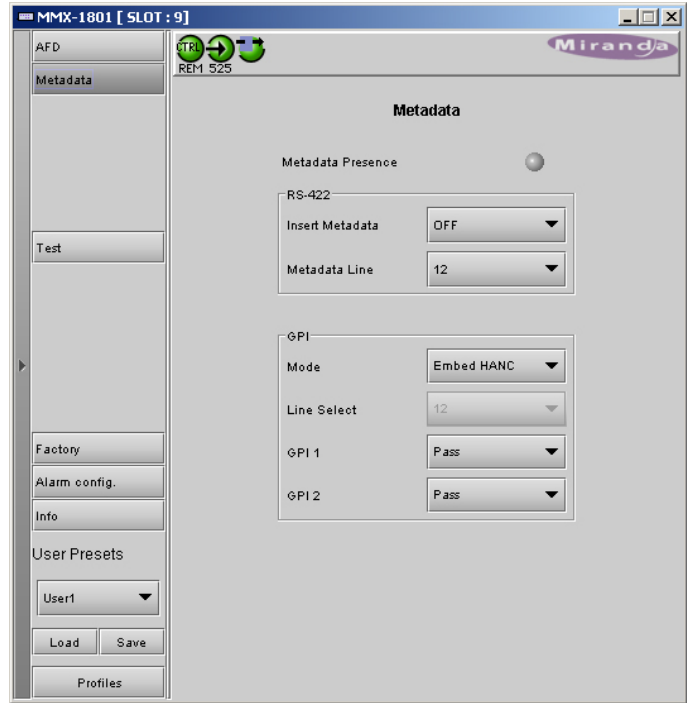 MMX-1801 [ SLOT : 9]
AFD
Metadata
Test
Factory
Alarm config.
Info
User Presets
User1
Load Save
Profiles
CTRL
REM 525
Miranda
Metadata
Metadata Presence
RS-422
Insert Metadata OFF
Metadata Line 12
GPI
Mode Embed HANC
Line Select 12
GPI 1 Pass
GPI 2 Pass